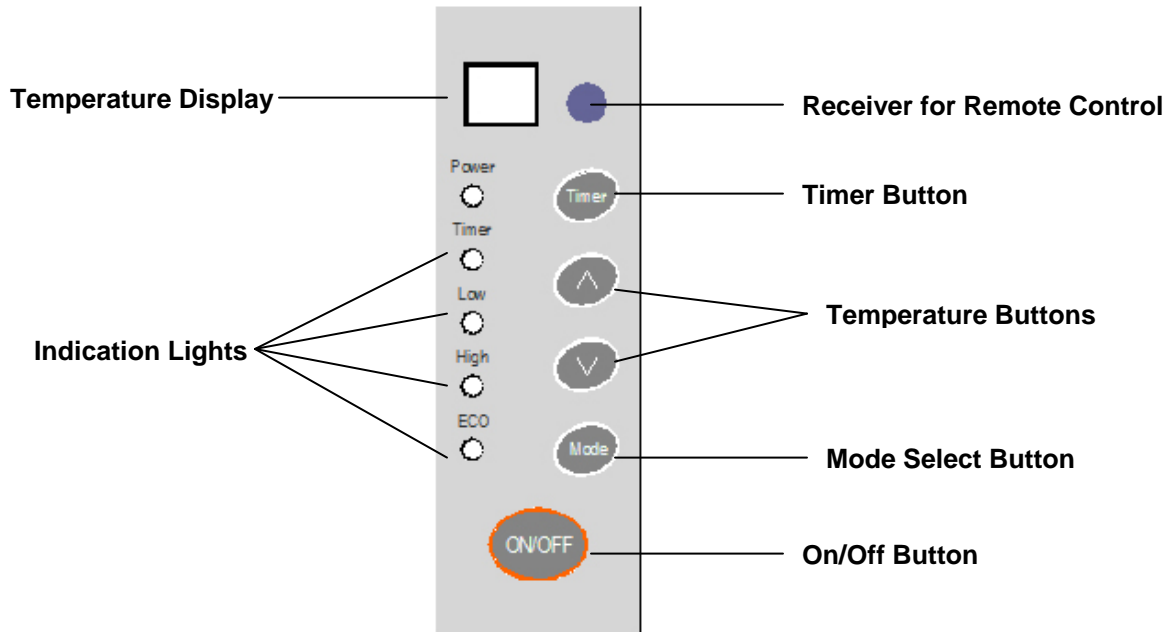 Temperature Display
Receiver for Remote Control
Power
Timer
Timer Button
Timer
Low
Temperature Buttons
Indication Lights
High
ECO
Mode
Mode Select Button
ON/OFF
On/Off Button